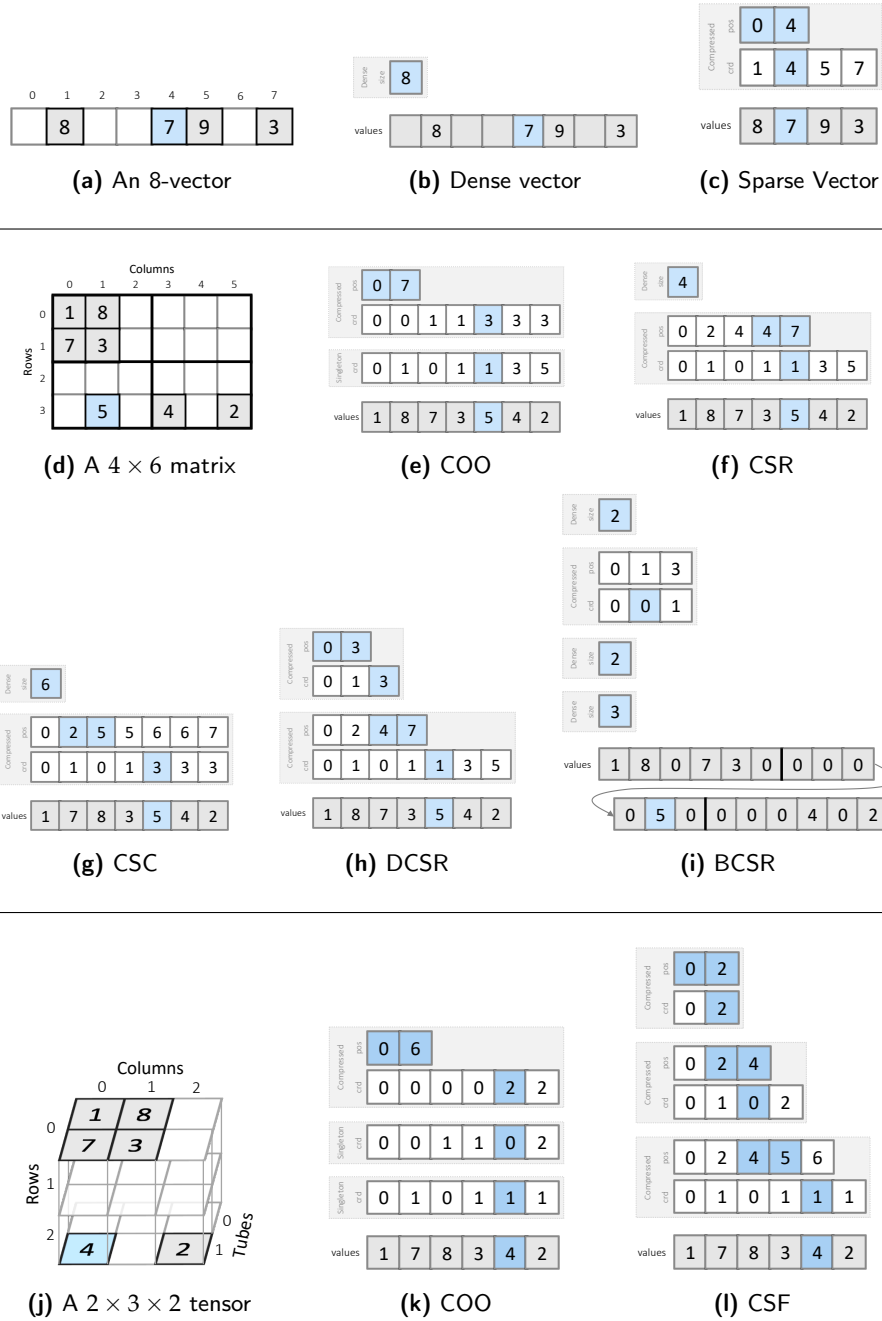 0 1 2 3 4 5 6 7
8 7 9 3
(a) An 8-vector
Dense
size
8
values 8 7 9 3
(b) Dense vector
Compressed
pos 0 4
crd 1 4 5 7
values 8 7 9 3
(c) Sparse Vector
Columns
0 1 2 3 4 5
Rows
0 1 8
1 7 3
2
3 5 4 2
(d) A 4 × 6 matrix
Compressed
pos 0 7
crd 0 0 1 1 3 3 3
Singleton
crd 0 1 0 1 1 3 5
values 1 8 7 3 5 4 2
(e) COO
Dense
size 4
Compressed
pos 0 2 4 4 7
crd 0 1 0 1 1 3 5
values 1 8 7 3 5 4 2
(f) CSR
Dense
size 6
Compressed
pos 0 2 5 5 6 6 7
crd 0 1 0 1 3 3 3
values 1 7 8 3 5 4 2
(g) CSC
Compressed
pos 0 3
crd 0 1 3
Compressed
pos 0 2 4 7
crd 0 1 0 1 1 3 5
values 1 8 7 3 5 4 2
(h) DCSR
Dense
size 2
Compressed
pos 0 1 3
crd 0 0 1
Dense
size 2
Dense
size 3
values 1 8 0 7 3 0 0 0 0
0 5 0 0 0 0 4 0 2
(i) BCSR
Columns
0 1 2
Rows
0 1 8
7 3
1
2 4 2
0
1
Tubes
(j) A 2 × 3 × 2 tensor
Compressed
pos 0 6
crd 0 0 0 0 2 2
Singleton
crd 0 0 1 1 0 2
Singleton
crd 0 1 0 1 1 1
values 1 7 8 3 4 2
(k) COO
Compressed
pos 0 2
crd 0 2
Compressed
pos 0 2 4
crd 0 1 0 2
Compressed
pos 0 2 4 5 6
crd 0 1 0 1 1 1
values 1 7 8 3 4 2
(l) CSF